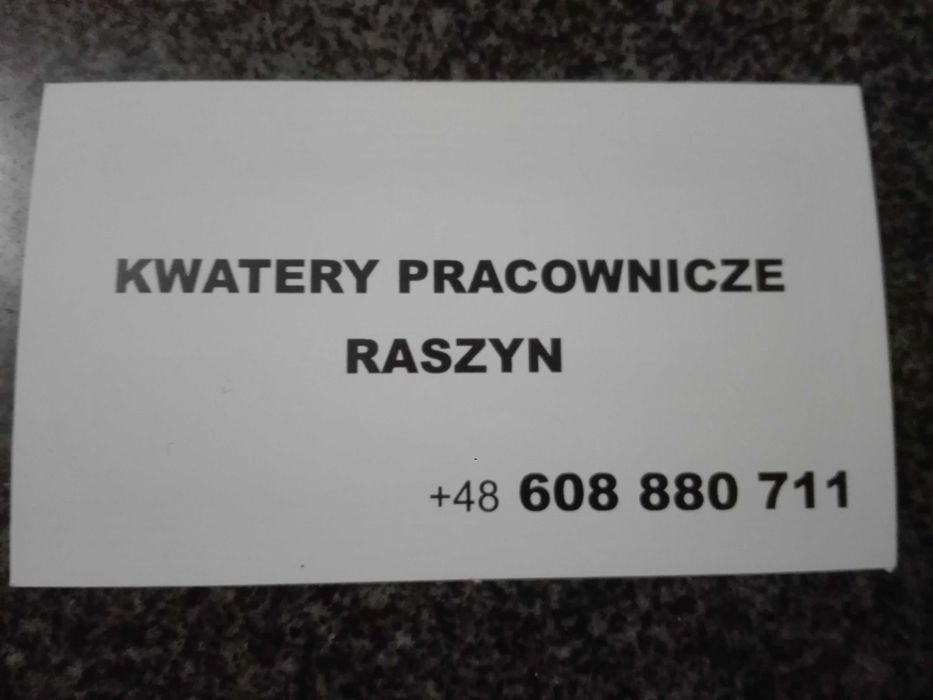 KWATERY PRACOWNICZE
RASZYN
+48 608 880 711